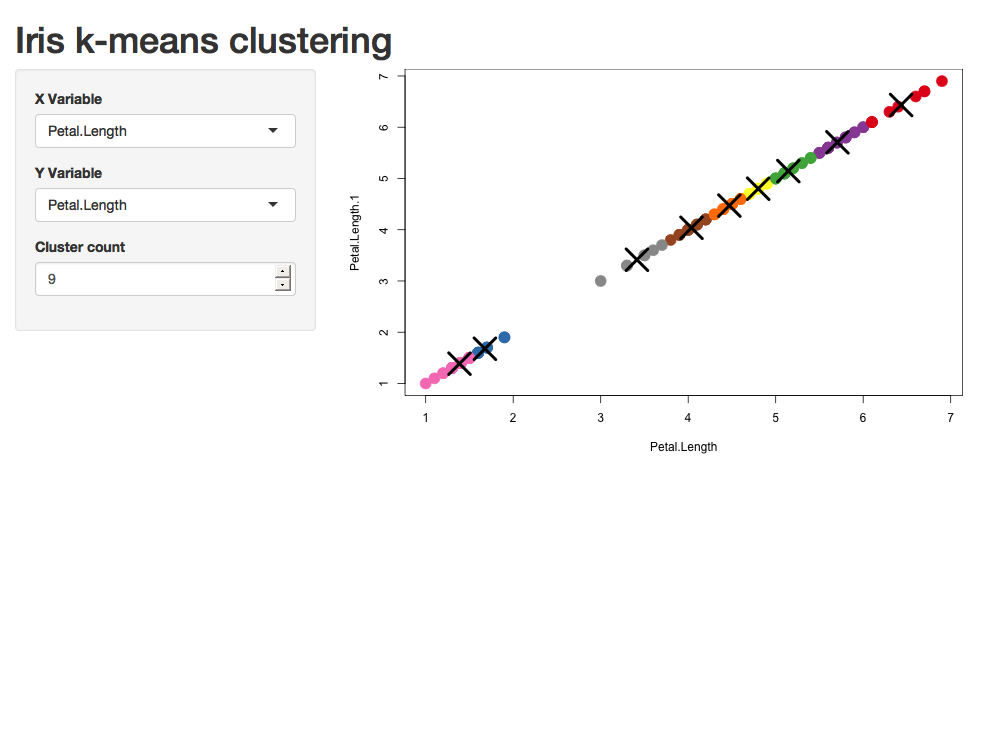 Iris k-means clustering
X Variable
Petal.Length
Y Variable
Petal.Length
Cluster count
9
Petal.Length.1
7
6
5
4
3
2
1
1 2 3 4 5 6 7
Petal.Length